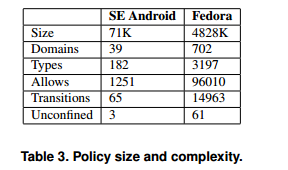 SE Android Fedora
Size 71K 4828K
Domains 39 702
Types 182 3197
Allows 1251 96010
Transitions 65 14963
Unconfined 3 61
Table 3. Policy size and complexity.